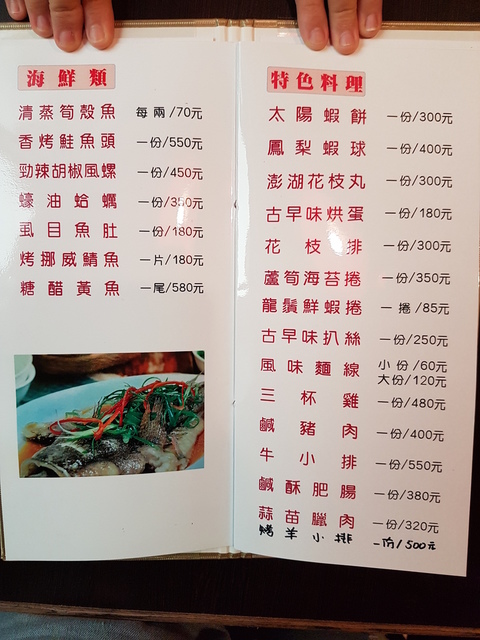 海鮮類
清蒸筍殼魚 每兩/70元
香烤鮭魚頭 一份/550元
勁辣胡椒風螺 一份/450元
蠔油蛤蠣 一份/350元
虱目魚肚 一份/180元
烤挪威鯖魚 一片/180元
糖醋黃魚 一尾/580元
特色料理
太陽蝦餅 一份/300元
鳳梨蝦球 一份/400元
澎湖花枝丸 一份/300元
古早味烘蛋 一份/180元
花枝排 一份/300元
蘆筍海苔捲 一份/350元
龍鬚鮮蝦捲 一捲/85元
古早味扒絲 一份/250元
風味麵線 小份/60元
大份/120元
三杯雞 一份/480元
鹹豬肉 一份/400元
牛小排 一份/550元
鹹酥肥腸 一份/380元
蒜苗臘肉 一份/320元
烤羊小排 一份/500元